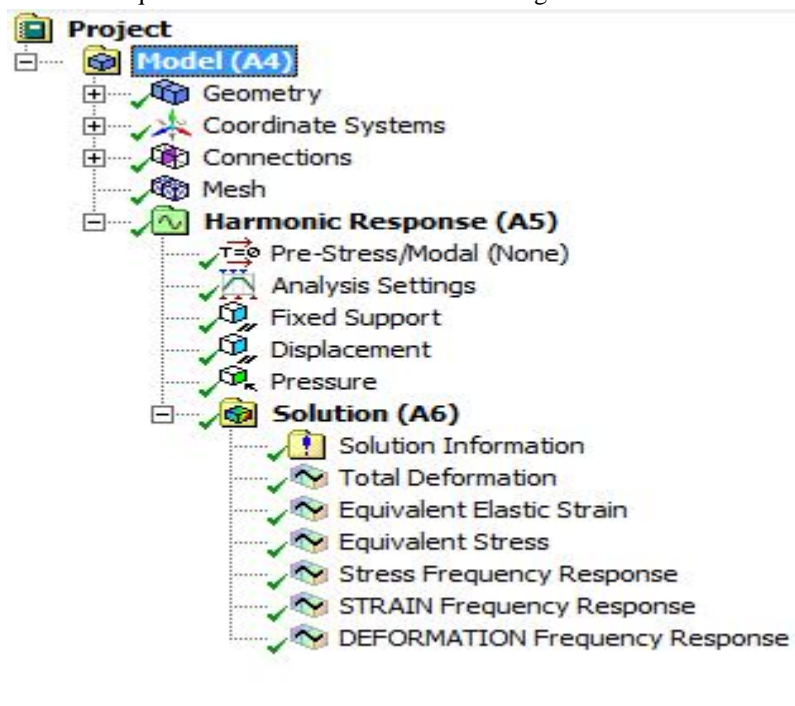 Project
Model (A4)
Geometry
Coordinate Systems
Connections
Mesh
Harmonic Response (A5)
T=0 Pre-Stress/Modal (None)
Analysis Settings
Fixed Support
Displacement
Pressure
Solution (A6)
Solution Information
Total Deformation
Equivalent Elastic Strain
Equivalent Stress
Stress Frequency Response
STRAIN Frequency Response
DEFORMATION Frequency Response